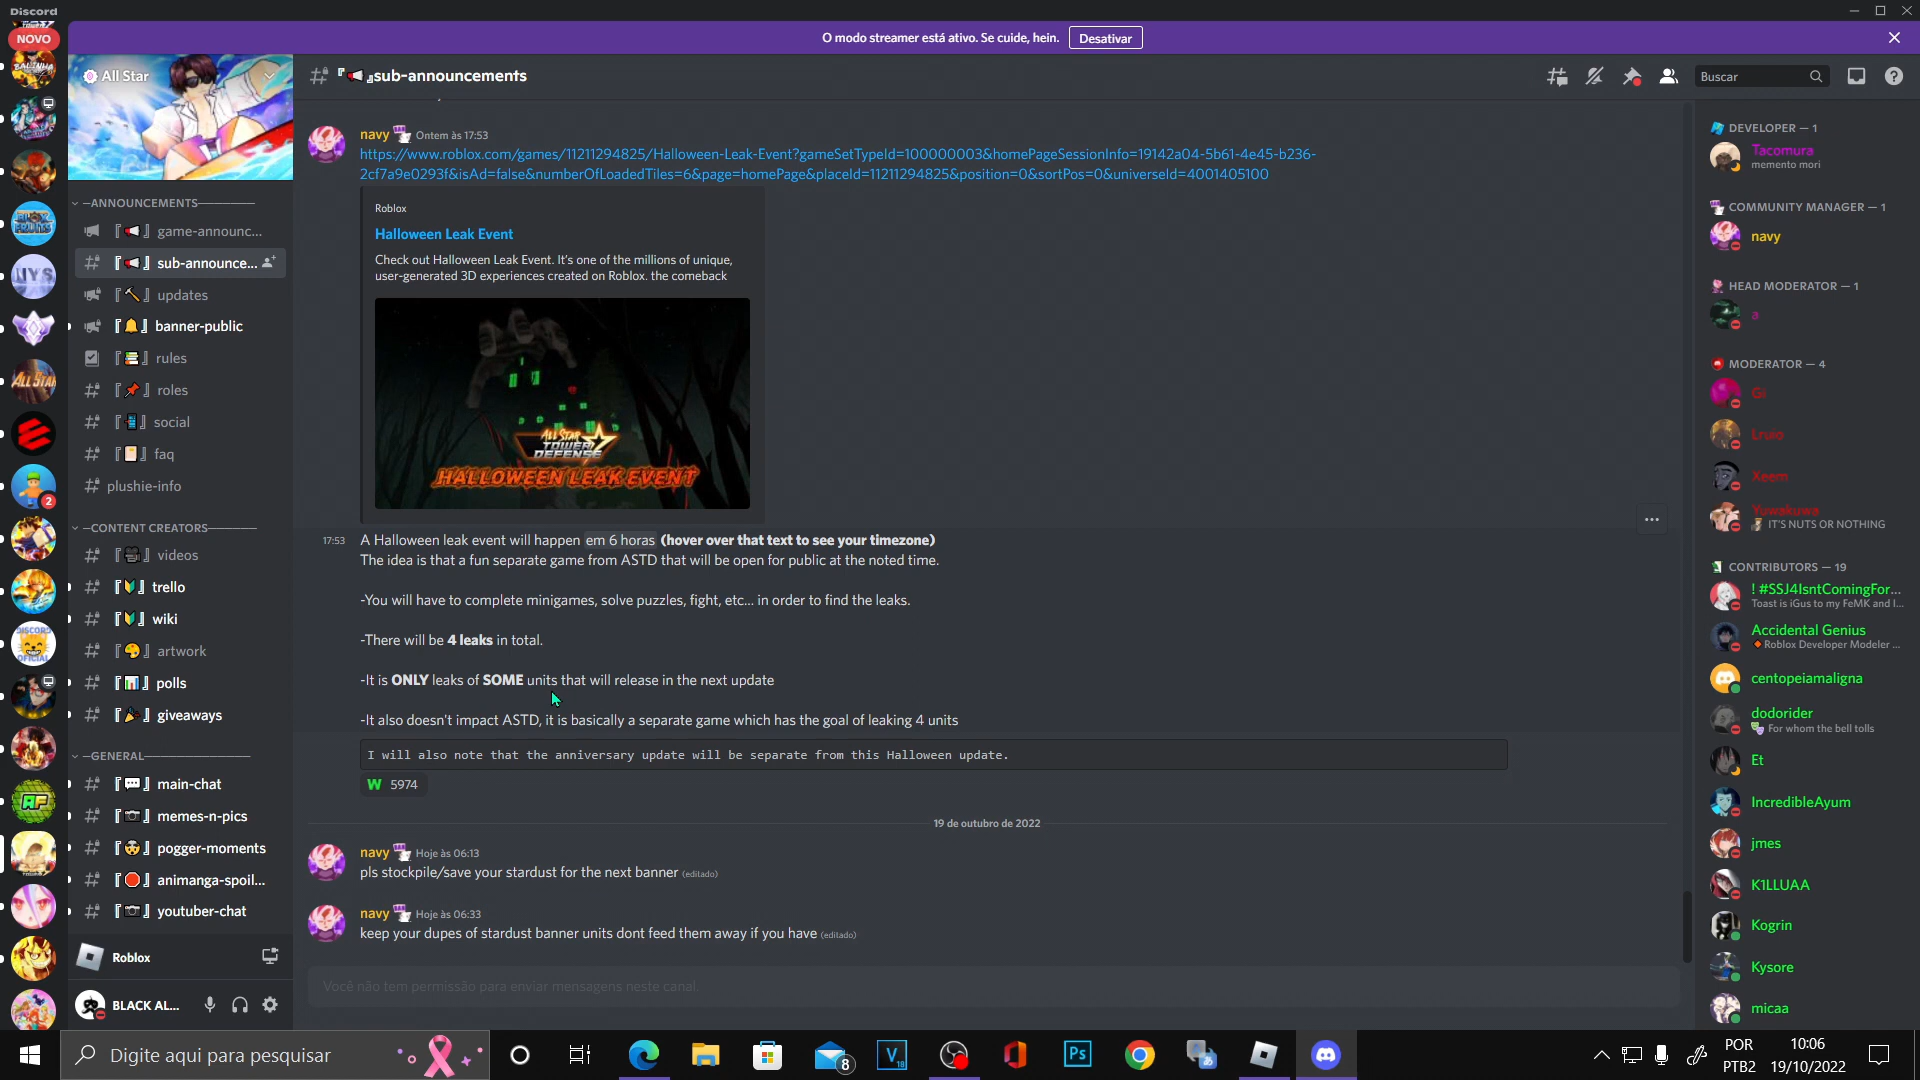 Discord
NOVO
O modo streamer está ativo. Se cuide, hein.
Desativar
All Star
『📢』sub-announcements
Buscar
—ANNOUNCEMENTS———
『📢』game-announc...
『📢』sub-announce...
『🔨』updates
『🔔』banner-public
『📚』rules
『📌』roles
『📱』social
『📒』faq
plushie-info
—CONTENT CREATORS———
『🎥』videos
『🔰』trello
『🔰』wiki
『🎨』artwork
『📊』polls
『🎉』giveaways
—GENERAL———
『💬』main-chat
『📷』memes-n-pics
『😲』pogger-moments
『🛑』animanga-spoil...
『📷』youtuber-chat
Roblox
BLACK AL...
navy Ontem às 17:53
https://www.roblox.com/games/11211294825/Halloween-Leak-Event?gameSetTypeId=100000003&homePageSessionInfo=19142a04-5b61-4e45-b236-
2cf7a9e0293f&isAd=false&numberOfLoadedTiles=6&page=homePage&placeId=11211294825&position=0&sortPos=0&universeId=4001405100
Roblox
Halloween Leak Event
Check out Halloween Leak Event. It's one of the millions of unique,
user-generated 3D experiences created on Roblox. the comeback
ALL STAR
TOWER
DEFENSE
HALLOWEEN LEAK EVENT
17:53 A Halloween leak event will happen em 6 horas (hover over that text to see your timezone)
The idea is that a fun separate game from ASTD that will be open for public at the noted time.
-You will have to complete minigames, solve puzzles, fight, etc... in order to find the leaks.
-There will be 4 leaks in total.
-It is ONLY leaks of SOME units that will release in the next update
-It also doesn't impact ASTD, it is basically a separate game which has the goal of leaking 4 units
I will also note that the anniversary update will be separate from this Halloween update.
W 5974
19 de outubro de 2022
navy Hoje às 06:13
pls stockpile/save your stardust for the next banner (editado)
navy Hoje às 06:33
keep your dupes of stardust banner units dont feed them away if you have (editado)
Você não tem permissão para enviar mensagens neste canal.
DEVELOPER — 1
Tacomura
memento mori
COMMUNITY MANAGER — 1
navy
HEAD MODERATOR — 1
a
MODERATOR — 4
Gi
Lruio
Xeem
Yuwakuwa
IT'S NUTS OR NOTHING
CONTRIBUTORS — 19
! #SSJ4IsntComingFor...
Toast is iGus to my FeMK and I...
Accidental Genius
Roblox Developer Modeler ...
centopeiamaligna
dodorider
For whom the bell tolls
Et
IncredibleAyum
jmes
K1LLUAA
Kogrin
Kysore
micaa
BLOX
FRUITS
NYS
ALL STAR
2
DISCORD
OFICIAL
AF
Digite aqui para pesquisar
8
V
18
Ps
POR
PTB2
10:06
19/10/2022